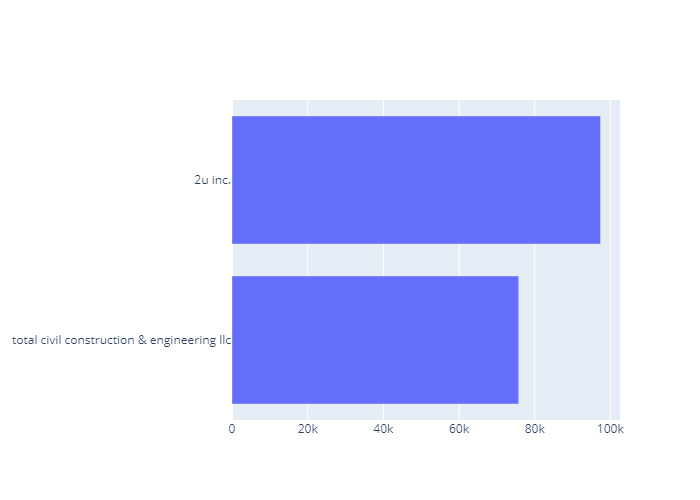 2u inc.
total civil construction & engineering llc
0 20k 40k 60k 80k 100k